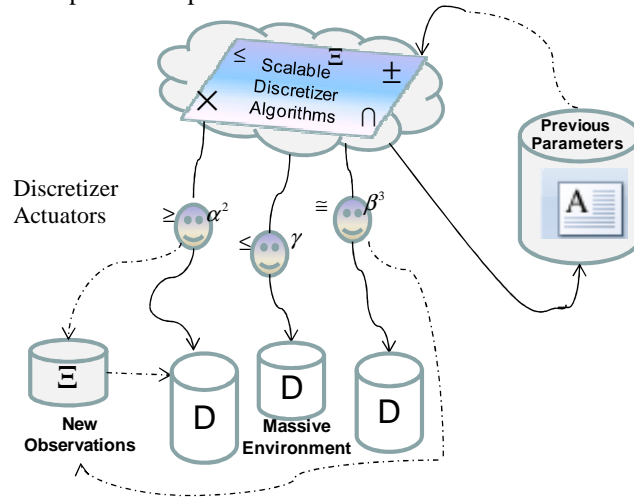 ≤ Ξ ±
Scalable
Discretizer
Algorithms
× ∩
Previous
Parameters
A
Discretizer
Actuators
≥ α²
≤ γ
≅ β³
Ξ
D
D
D
New
Observations
Massive
Environment